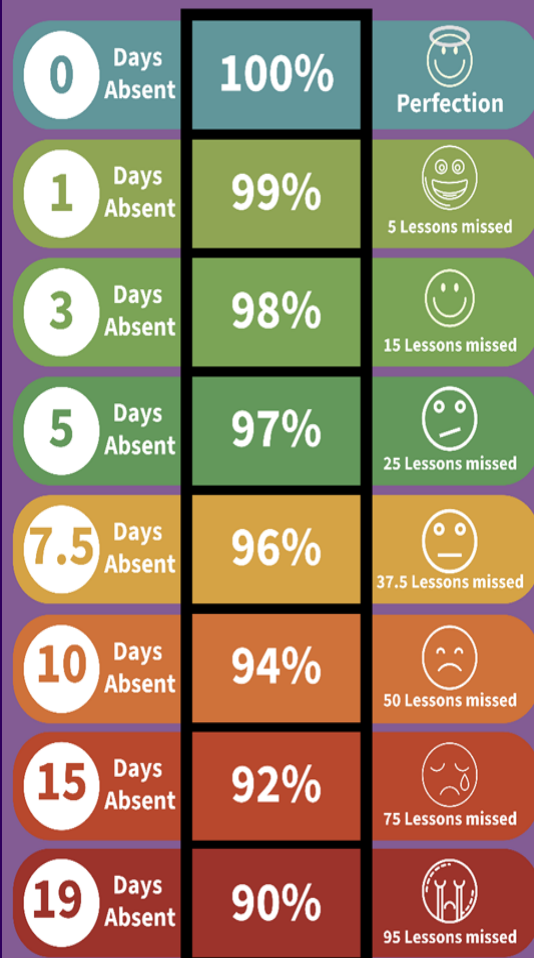 0
Days
Absent
100%
Perfection
1
Days
Absent
99%
5 Lessons missed
3
Days
Absent
98%
15 Lessons missed
5
Days
Absent
97%
25 Lessons missed
7.5
Days
Absent
96%
37.5 Lessons missed
10
Days
Absent
94%
50 Lessons missed
15
Days
Absent
92%
75 Lessons missed
19
Days
Absent
90%
95 Lessons missed